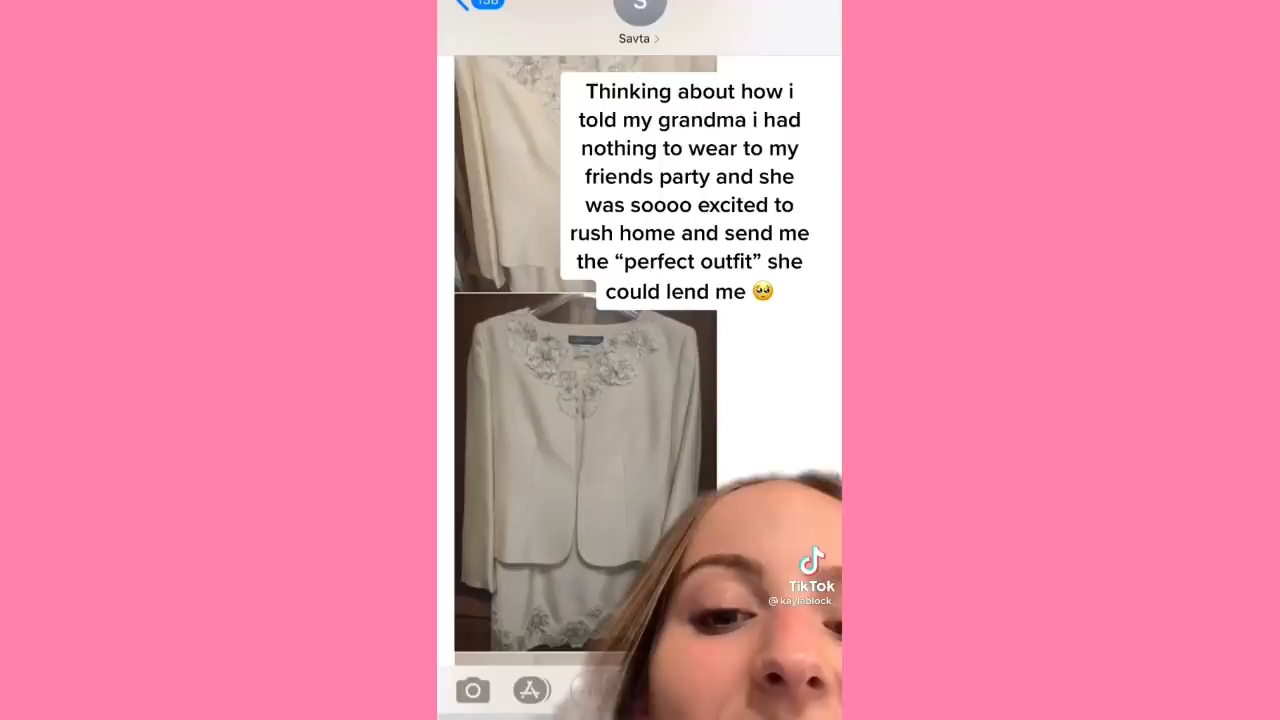 S
Savta >
Thinking about how i
told my grandma i had
nothing to wear to my
friends party and she
was soooo excited to
rush home and send me
the “perfect outfit” she
could lend me 🥹
TikTok
@kaylablock